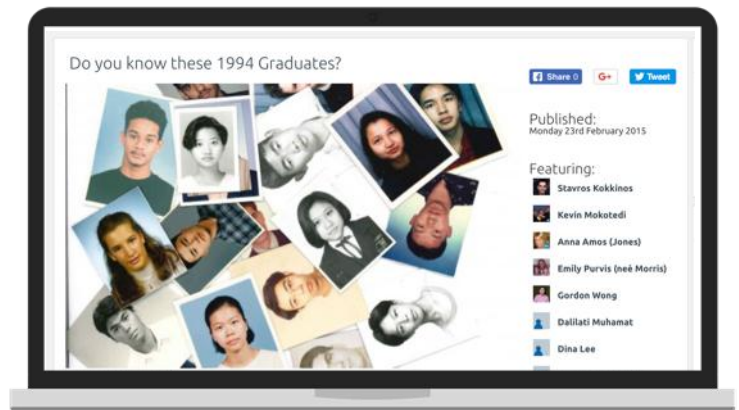 Do you know these 1994 Graduates?
Share 0
G+
Tweet
Published:
Monday 23rd February 2015
Featuring:
Stavros Kokkinos
Kevin Mokotedi
Anna Amos (Jones)
Emily Purvis (neé Morris)
Gordon Wong
Dalilati Muhamat
Dina Lee